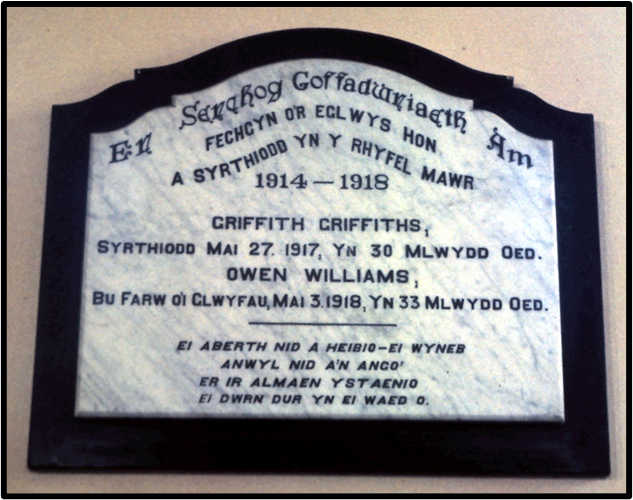 Er Serchog Goffadwriaeth Am
FECHGYN O'R EGLWYS HON
A SYRTHIODD YN Y RHYFEL MAWR
1914 — 1918
GRIFFITH GRIFFITHS,
SYRTHIODD MAI 27. 1917, YN 30 MLWYDD OED.
OWEN WILLIAMS,
BU FARW O'I GLWYFAU, MAI 3. 1918, YN 33 MLWYDD OED.
EI ABERTH NID A HEIBIO–EI WYNEB
ANWYL NID A'N ANGO'
ER IR ALMAEN YSTAENIO
EI DWRN DUR YN EI WAED O.